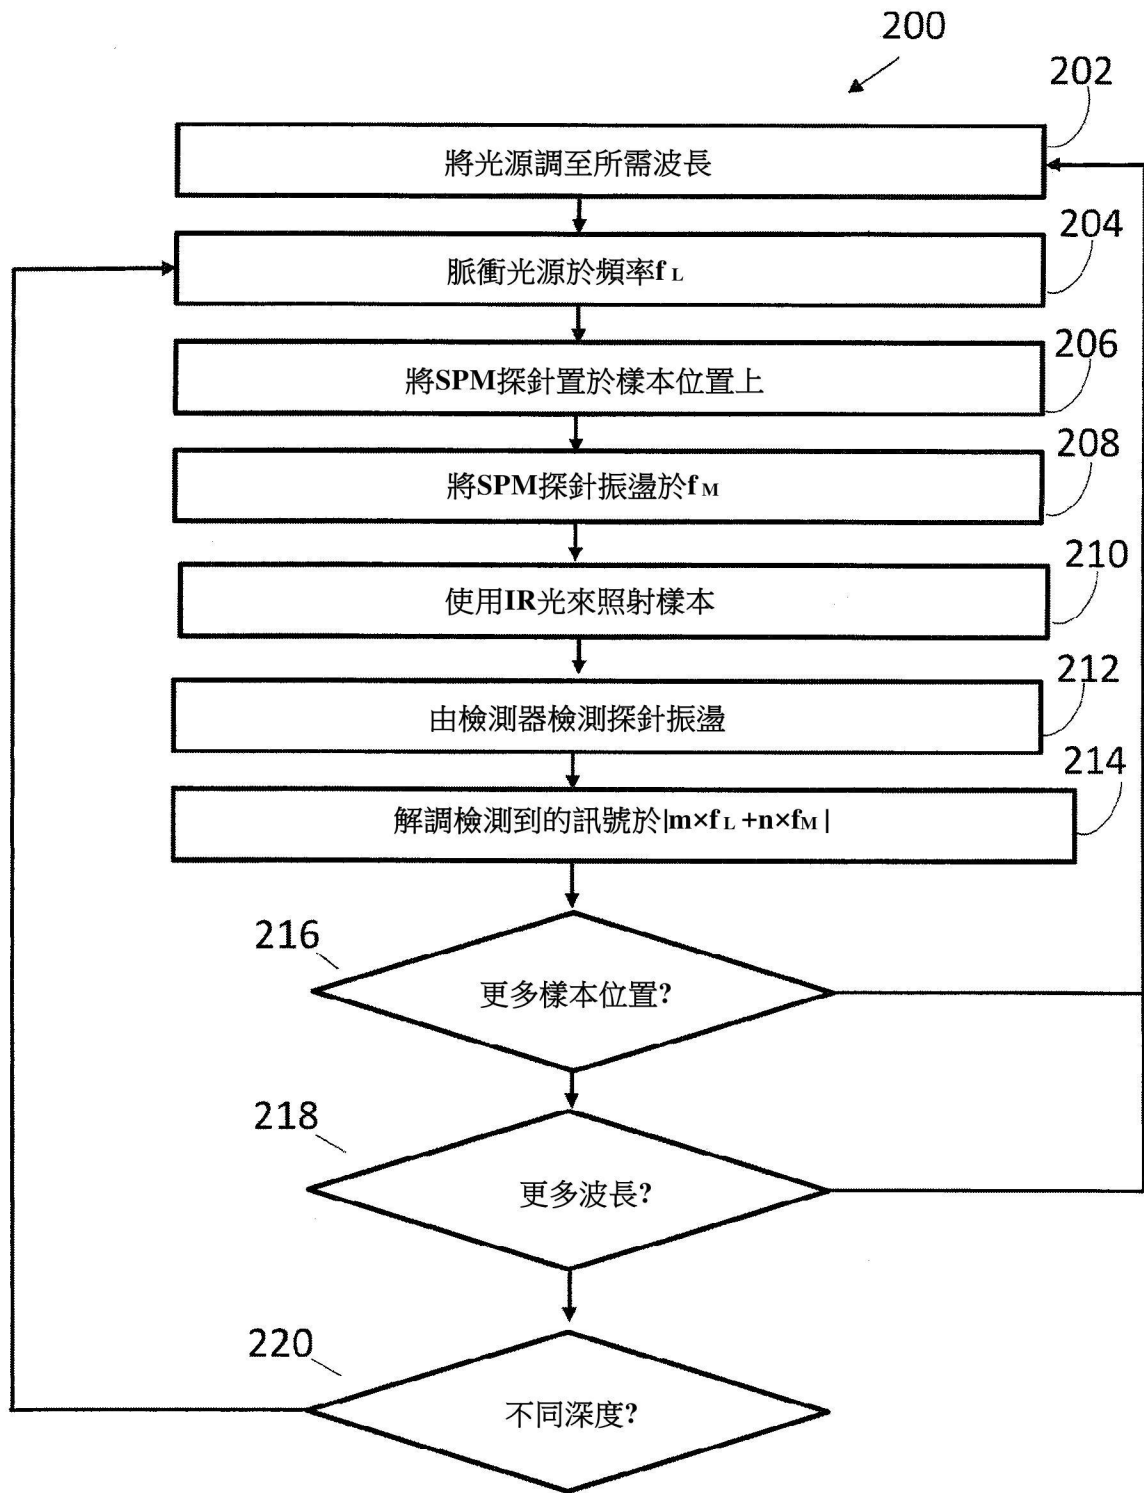 200
202
將光源調至所需波長
204
脈衝光源於頻率f L
206
將SPM探針置於樣本位置上
208
將SPM探針振盪於f M
210
使用IR光來照射樣本
212
由檢測器檢測探針振盪
214
解調檢測到的訊號於|m×f L +n×fM |
216
更多樣本位置?
218
更多波長?
220
不同深度?